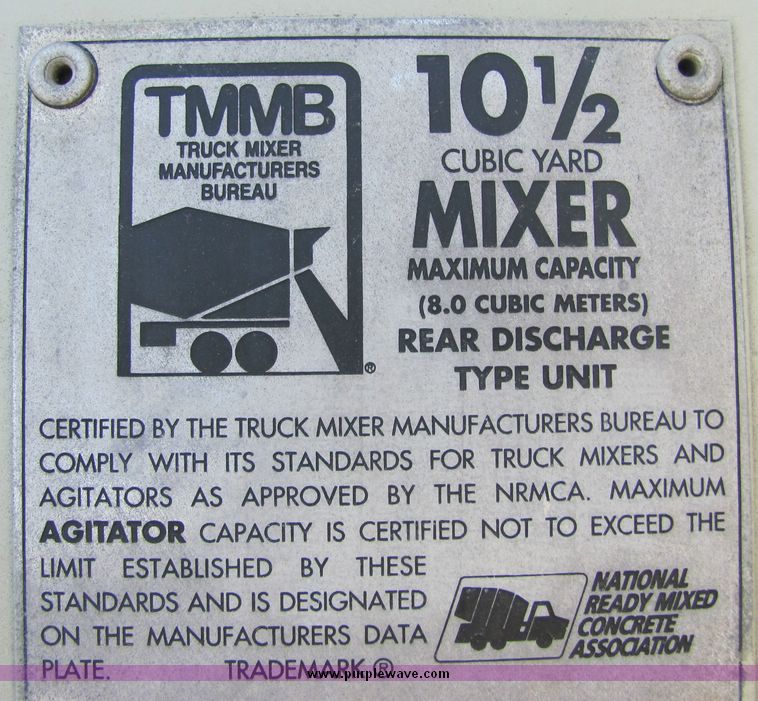 TMMB
TRUCK MIXER
MANUFACTURERS
BUREAU
®
10 1/2
CUBIC YARD
MIXER
MAXIMUM CAPACITY
(8.0 CUBIC METERS)
REAR DISCHARGE
TYPE UNIT
CERTIFIED BY THE TRUCK MIXER MANUFACTURERS BUREAU TO
COMPLY WITH ITS STANDARDS FOR TRUCK MIXERS AND
AGITATORS AS APPROVED BY THE NRMCA. MAXIMUM
AGITATOR CAPACITY IS CERTIFIED NOT TO EXCEED THE
LIMIT ESTABLISHED BY THESE
STANDARDS AND IS DESIGNATED
ON THE MANUFACTURERS DATA
PLATE. TRADEMARK ®
NATIONAL
READY MIXED
CONCRETE
ASSOCIATION
www.purplewave.com